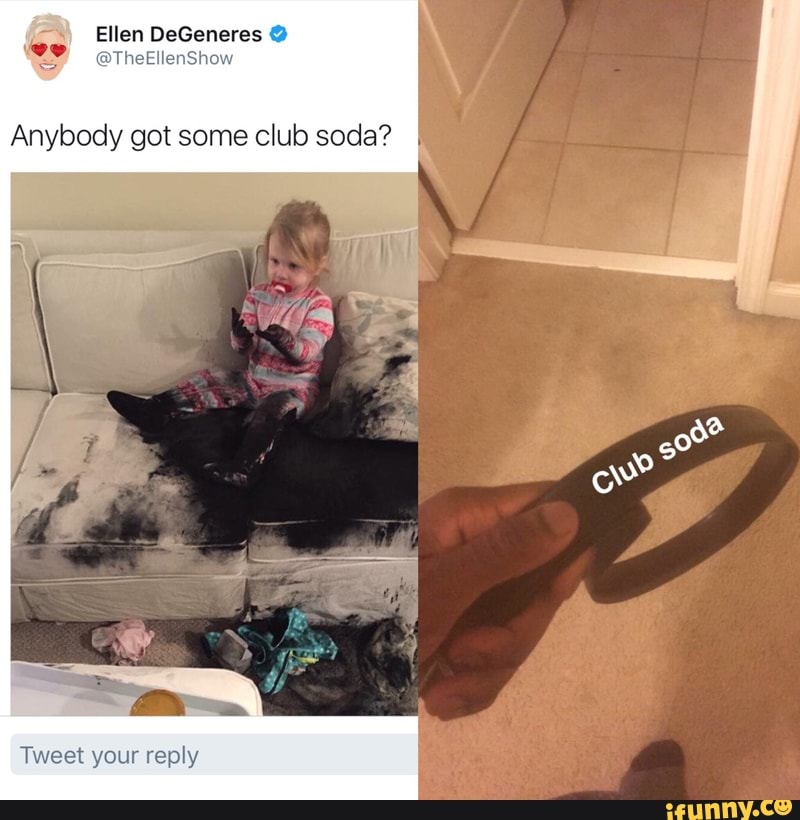 Ellen DeGeneres
@TheEllenShow
Anybody got some club soda?
Club soda
Tweet your reply
ifunny.co